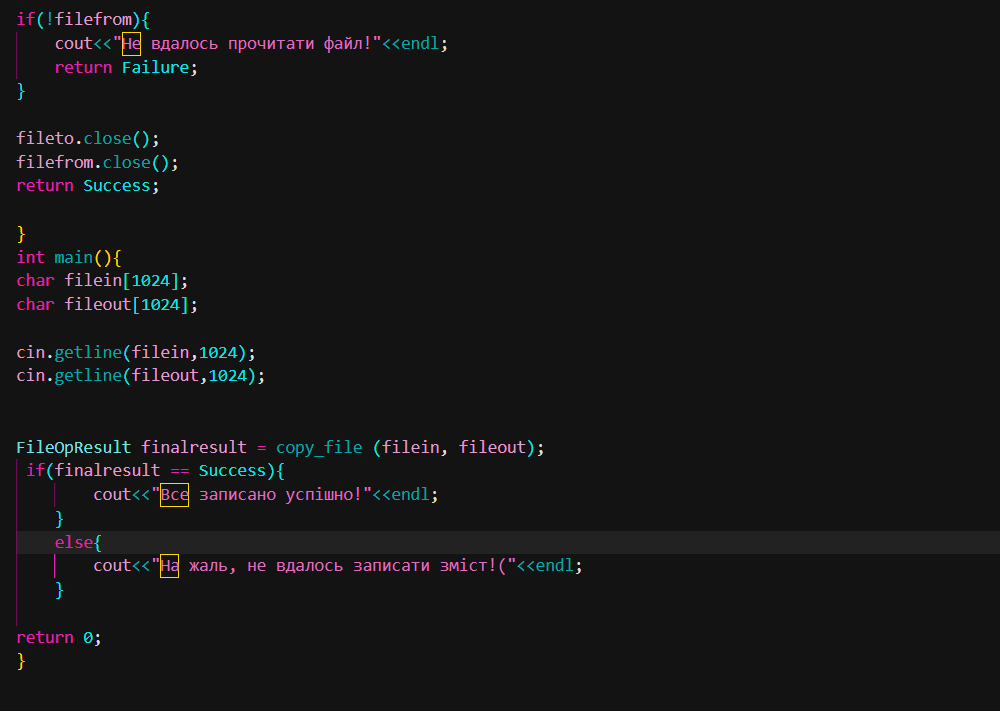 if(!filefrom){
cout<<"Не вдалось прочитати файл!"<<endl;
return Failure;
}
fileto.close();
filefrom.close();
return Success;
}
int main(){
char filein[1024];
char fileout[1024];
cin.getline(filein,1024);
cin.getline(fileout,1024);
FileOpResult finalresult = copy_file (filein, fileout);
if(finalresult == Success){
cout<<"Все записано успішно!"<<endl;
}
else{
cout<<"На жаль, не вдалось записати зміст!("<<endl;
}
return 0;
}